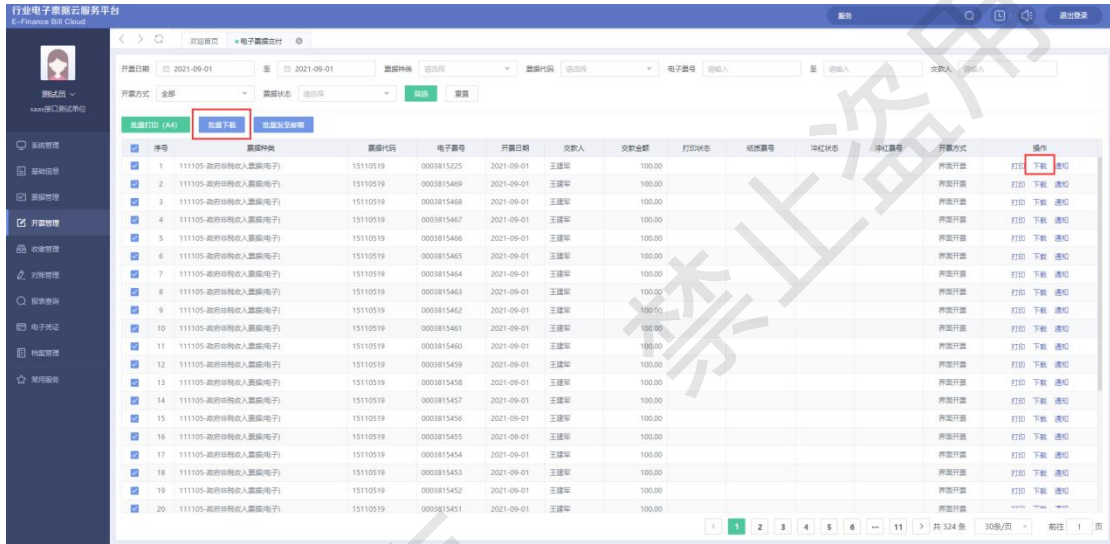 行业电子票据云服务平台
E-Finance Bill Cloud
服务
退出登录
欢迎首页 电子票据交付
测试员
saas接口测试单位
系统管理
基础信息
票据管理
开票管理
收缴管理
对账管理
报表查询
电子凭证
档案管理
常用服务
开票日期 2021-09-01 至 2021-09-01 票据种类 请选择 票据代码 请选择 电子票号 请输入 至 请输入 交款人 请输入
开票方式 全部 票据状态 请选择 筛选 重置
批量打印 (A4) 批量下载 批量发至邮箱
序号 票据种类 票据代码 电子票号 开票日期 交款人 交款金额 打印状态 纸质票号 冲红状态 冲红票号 开票方式 操作
1 111105-政府非税收入票据(电子) 15110519 0003815225 2021-09-01 王建军 100.00 界面开票 打印 下载 通知
2 111105-政府非税收入票据(电子) 15110519 0003815469 2021-09-01 王建军 100.00 界面开票 打印 下载 通知
3 111105-政府非税收入票据(电子) 15110519 0003815468 2021-09-01 王建军 100.00 界面开票 打印 下载 通知
4 111105-政府非税收入票据(电子) 15110519 0003815467 2021-09-01 王建军 100.00 界面开票 打印 下载 通知
5 111105-政府非税收入票据(电子) 15110519 0003815466 2021-09-01 王建军 100.00 界面开票 打印 下载 通知
6 111105-政府非税收入票据(电子) 15110519 0003815465 2021-09-01 王建军 100.00 界面开票 打印 下载 通知
7 111105-政府非税收入票据(电子) 15110519 0003815464 2021-09-01 王建军 100.00 界面开票 打印 下载 通知
8 111105-政府非税收入票据(电子) 15110519 0003815463 2021-09-01 王建军 100.00 界面开票 打印 下载 通知
9 111105-政府非税收入票据(电子) 15110519 0003815462 2021-09-01 王建军 100.00 界面开票 打印 下载 通知
10 111105-政府非税收入票据(电子) 15110519 0003815461 2021-09-01 王建军 100.00 界面开票 打印 下载 通知
11 111105-政府非税收入票据(电子) 15110519 0003815460 2021-09-01 王建军 100.00 界面开票 打印 下载 通知
12 111105-政府非税收入票据(电子) 15110519 0003815459 2021-09-01 王建军 100.00 界面开票 打印 下载 通知
13 111105-政府非税收入票据(电子) 15110519 0003815458 2021-09-01 王建军 100.00 界面开票 打印 下载 通知
14 111105-政府非税收入票据(电子) 15110519 0003815457 2021-09-01 王建军 100.00 界面开票 打印 下载 通知
15 111105-政府非税收入票据(电子) 15110519 0003815456 2021-09-01 王建军 100.00 界面开票 打印 下载 通知
16 111105-政府非税收入票据(电子) 15110519 0003815455 2021-09-01 王建军 100.00 界面开票 打印 下载 通知
17 111105-政府非税收入票据(电子) 15110519 0003815454 2021-09-01 王建军 100.00 界面开票 打印 下载 通知
18 111105-政府非税收入票据(电子) 15110519 0003815453 2021-09-01 王建军 100.00 界面开票 打印 下载 通知
19 111105-政府非税收入票据(电子) 15110519 0003815452 2021-09-01 王建军 100.00 界面开票 打印 下载 通知
20 111105-政府非税收入票据(电子) 15110519 0003815451 2021-09-01 王建军 100.00 界面开票
1 2 3 4 5 6 ... 11 共 324 条 30条/页 前往 1 页
禁止盗用